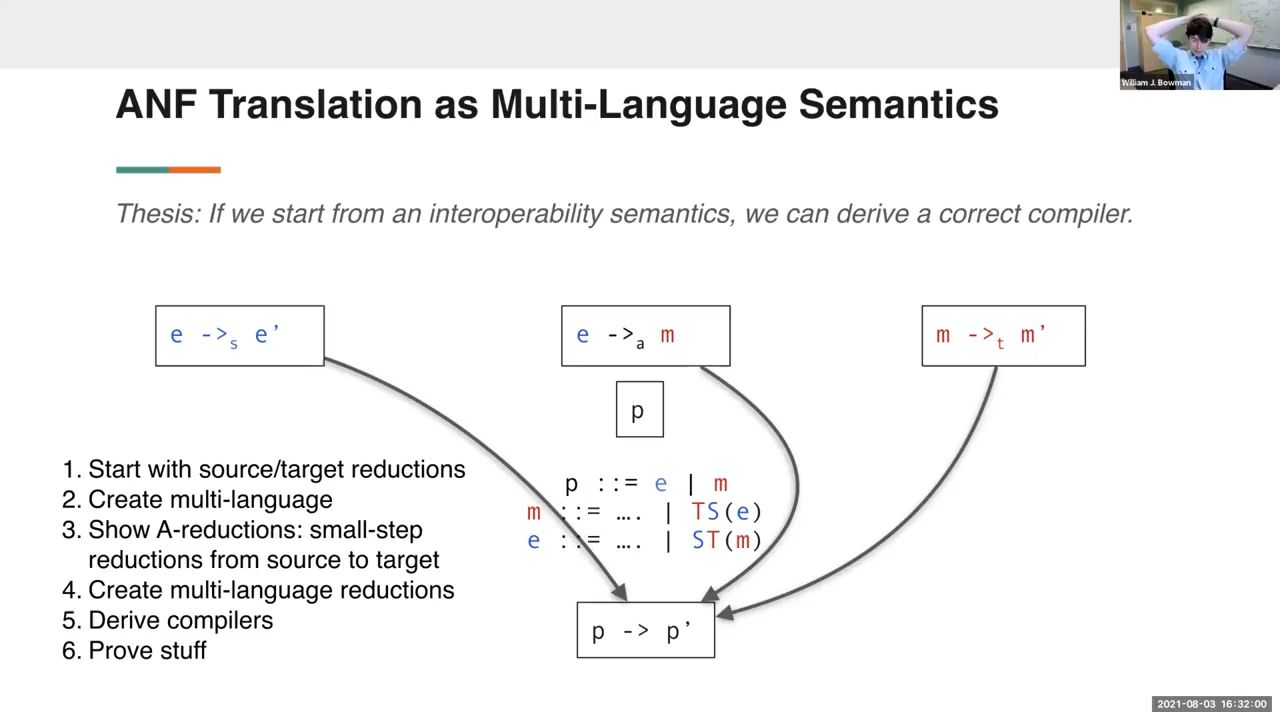 William J. Bowman
ANF Translation as Multi-Language Semantics
Thesis: If we start from an interoperability semantics, we can derive a correct compiler.
e ->s e’
e ->a m
m ->t m’
p
1. Start with source/target reductions
2. Create multi-language
3. Show A-reductions: small-step
reductions from source to target
4. Create multi-language reductions
5. Derive compilers
6. Prove stuff
p ::= e | m
m ::= …. | TS(e)
e ::= …. | ST(m)
p -> p’
2021-08-03 16:32:00